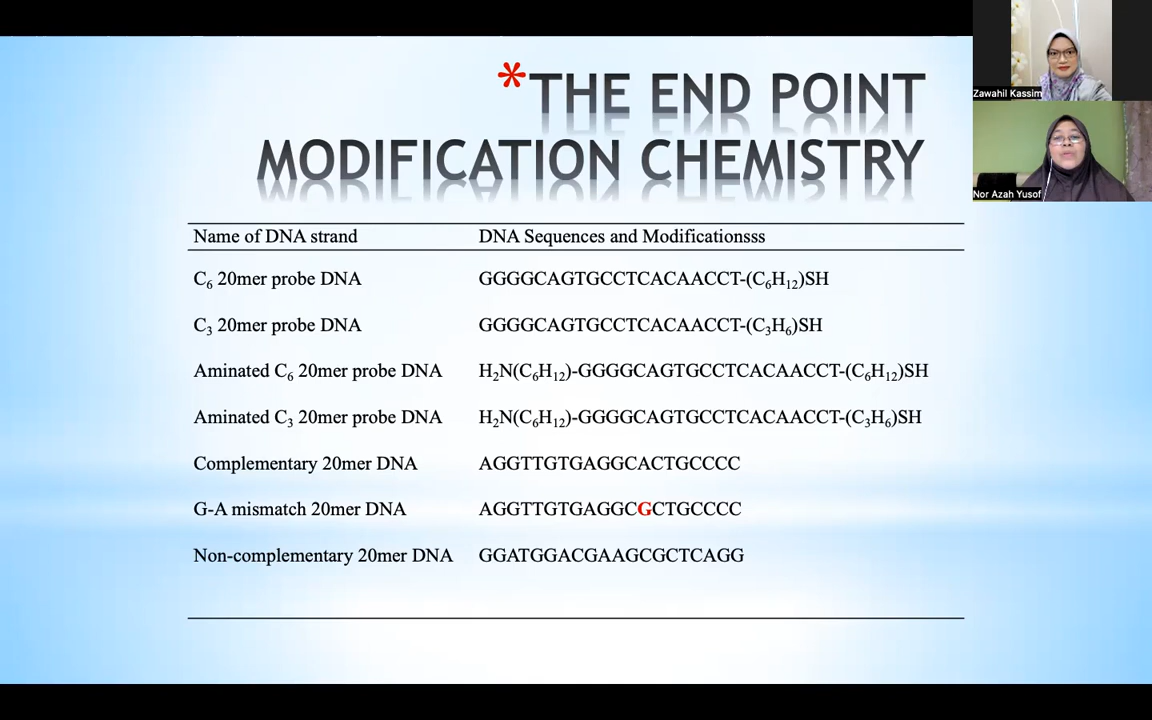 *THE END POINT
MODIFICATION CHEMISTRY
Name of DNA strand DNA Sequences and Modificationsss
C₆ 20mer probe DNA GGGGCAGTGCCTCACAACCT-(C₆H₁₂)SH
C₃ 20mer probe DNA GGGGCAGTGCCTCACAACCT-(C₃H₆)SH
Aminated C₆ 20mer probe DNA H₂N(C₆H₁₂)-GGGGCAGTGCCTCACAACCT-(C₆H₁₂)SH
Aminated C₃ 20mer probe DNA H₂N(C₆H₁₂)-GGGGCAGTGCCTCACAACCT-(C₃H₆)SH
Complementary 20mer DNA AGGTTGTGAGGCACTGCCCC
G-A mismatch 20mer DNA AGGTTGTGAGGCGCTGCCCC
Non-complementary 20mer DNA GGATGGACGAAGCGCTCAGG
Zawahil Kassim
Nor Azah Yusof